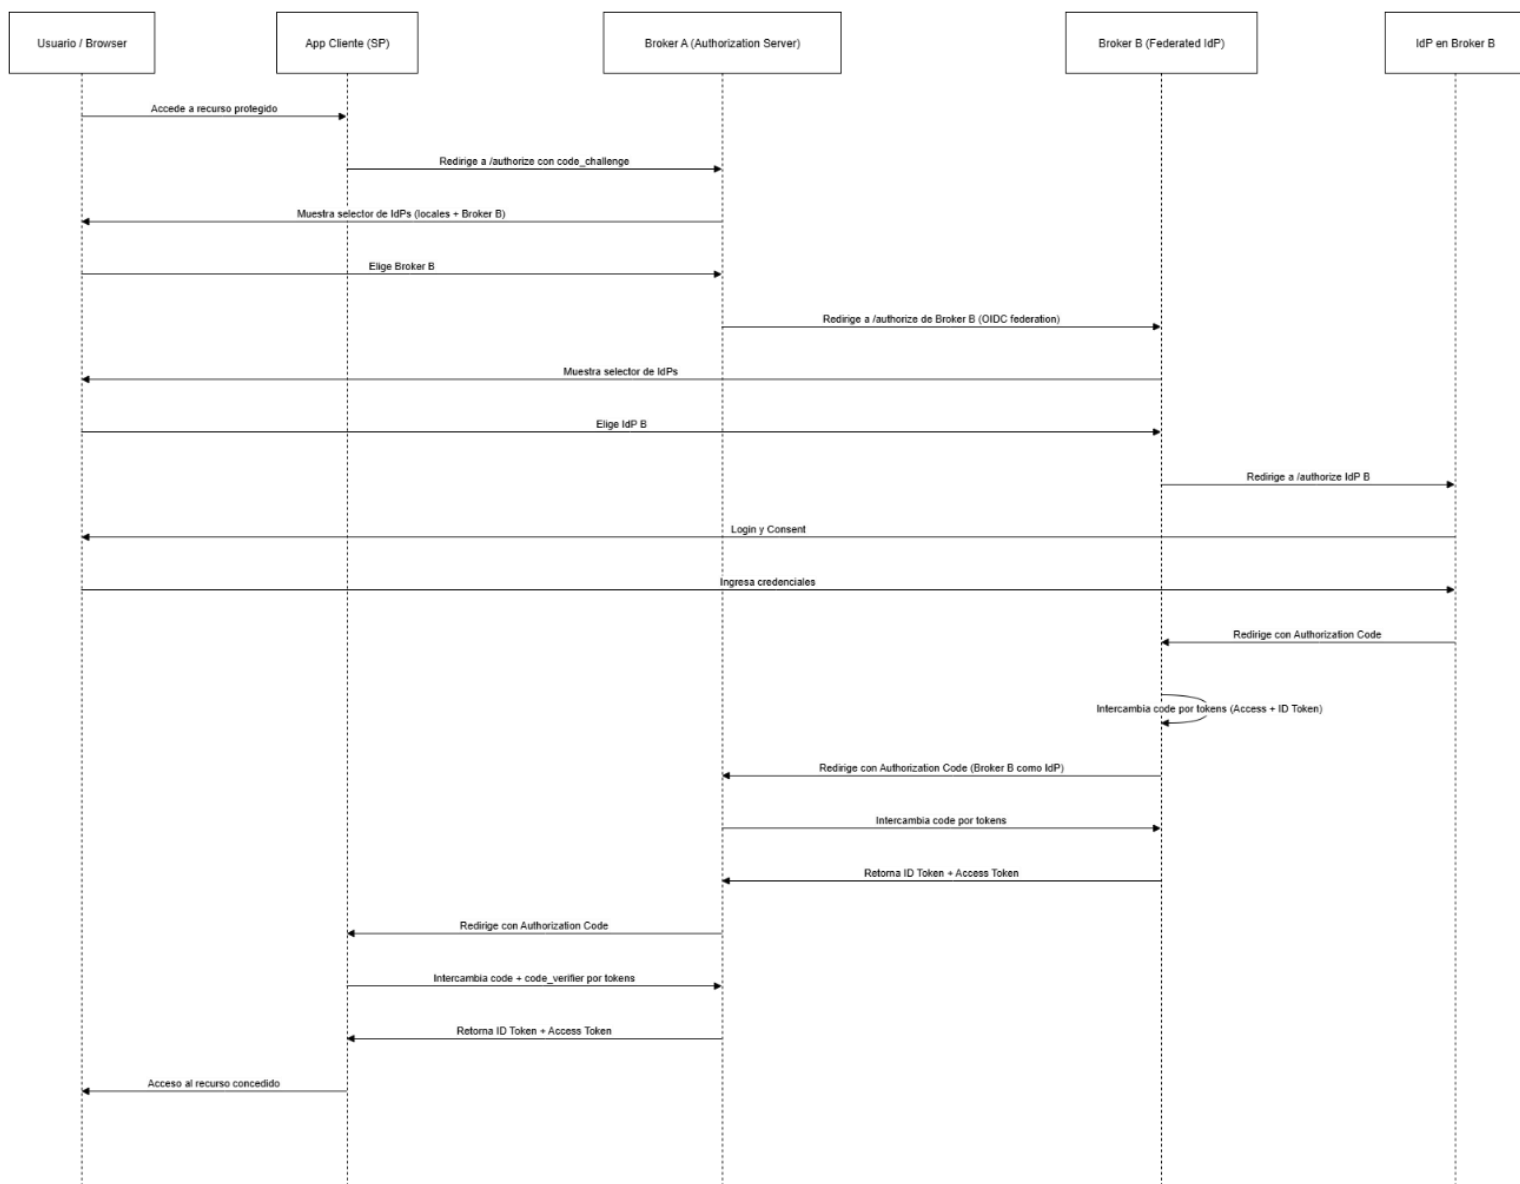 Usuario / Browser
App Cliente (SP)
Broker A (Authorization Server)
Broker B (Federated IdP)
IdP en Broker B
Accede a recurso protegido
Redirige a /authorize con code_challenge
Muestra selector de IdPs (locales + Broker B)
Elige Broker B
Redirige a /authorize de Broker B (OIDC federation)
Muestra selector de IdPs
Elige IdP B
Redirige a /authorize IdP B
Login y Consent
Ingresa credenciales
Redirige con Authorization Code
Intercambia code por tokens (Access + ID Token)
Redirige con Authorization Code (Broker B como IdP)
Intercambia code por tokens
Retorna ID Token + Access Token
Redirige con Authorization Code
Intercambia code + code_verifier por tokens
Retorna ID Token + Access Token
Acceso al recurso concedido